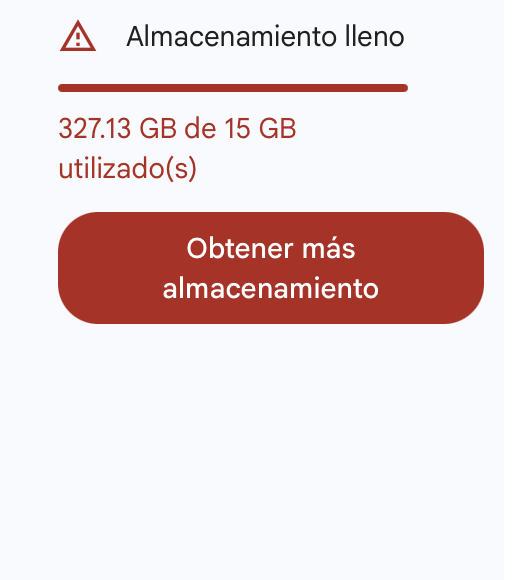 Almacenamiento lleno
327.13 GB de 15 GB
utilizado(s)
Obtener más
almacenamiento